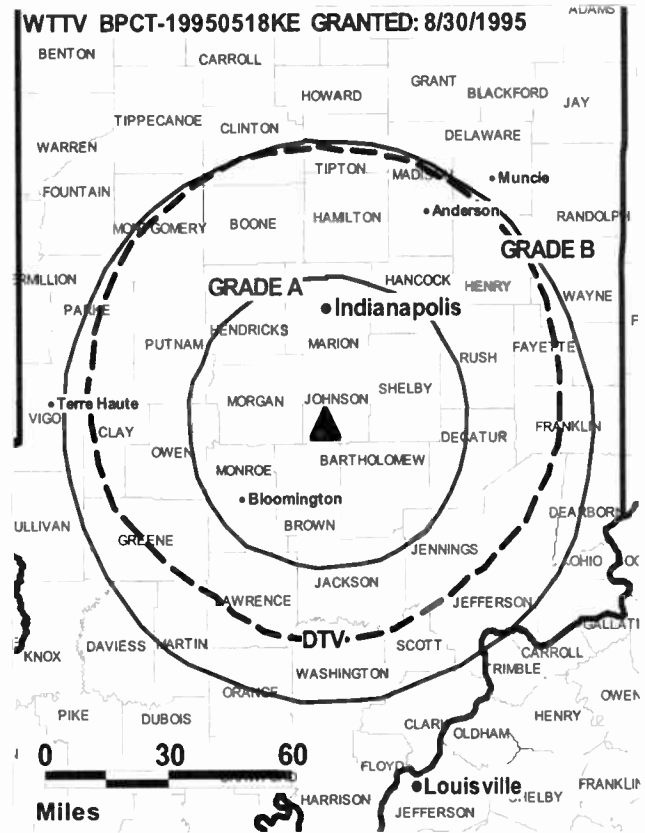 WTTV BPCT-19950518KE GRANTED: 8/30/1995
ADAMS
BENTON
CARROLL
GRANT
BLACKFORD
HOWARD
JAY
TIPPECANOE
CLINTON
DELAWARE
WARREN
TIPTON
MADISON
Muncie
FOUNTAIN
Anderson
RANDOLPH
MONTGOMERY
BOONE
HAMILTON
GRADE B
ERMILLION
GRADE A
HANCOCK
HENRY
WAYNE
PARKE
Indianapolis
HENDRICKS
PUTNAM
MARION
RUSH
FAYETTE
SHELBY
MORGAN
JOHNSON
Terre Haute
VIGO
CLAY
FRANKLIN
DECATUR
OWEN
BARTHOLOMEW
MONROE
Bloomington
DEARBORN
BROWN
ULLIVAN
GREENE
JENNINGS
OHIO
JACKSON
LAWRENCE
JEFFERSON
GALLATI
DTV
SCOTT
DAVIESS
MARTIN
KNOX
CARROLL
TRIMBLE
WASHINGTON
ORANGE
OWEN
PIKE
DUBOIS
HENRY
CLARK
OLDHAM
0 30 60
FLOYD
Louisville
FRANKLIN
HARRISON
SHELBY
Miles
JEFFERSON